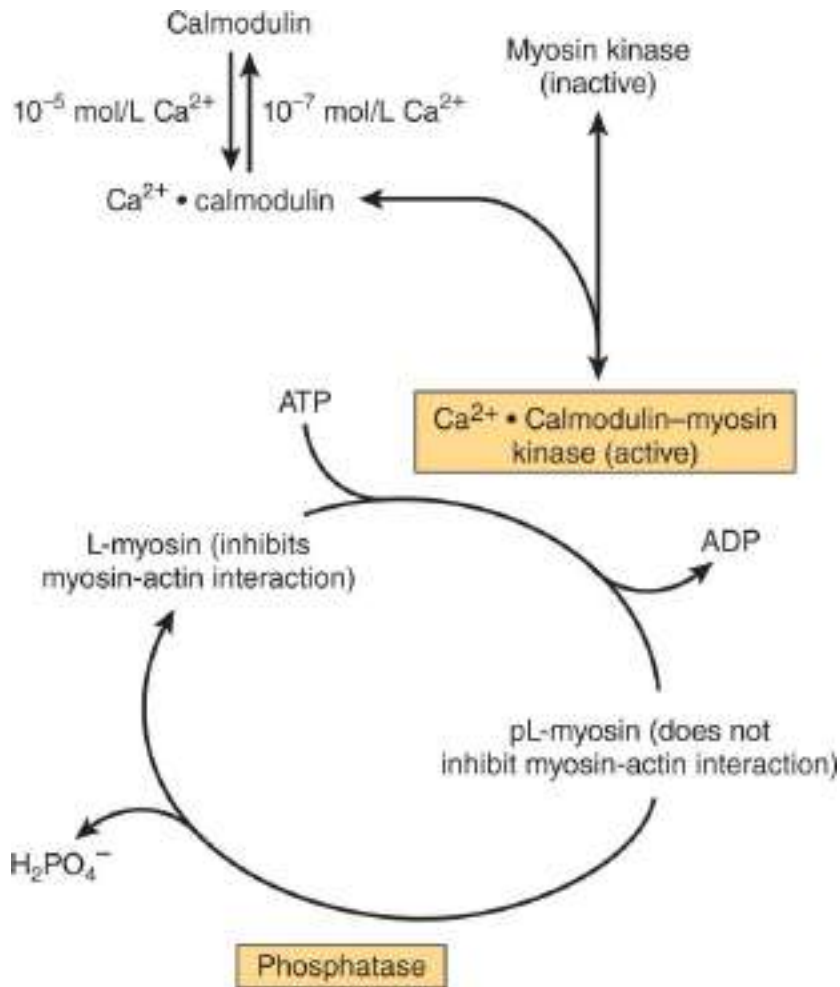 Calmodulin
Myosin kinase
(inactive)
10⁻⁵ mol/L Ca²⁺
10⁻⁷ mol/L Ca²⁺
Ca²⁺ • calmodulin
ATP
Ca²⁺ • Calmodulin–myosin
kinase (active)
L-myosin (inhibits
myosin-actin interaction)
ADP
pL-myosin (does not
inhibit myosin-actin interaction)
H₂PO₄⁻
Phosphatase